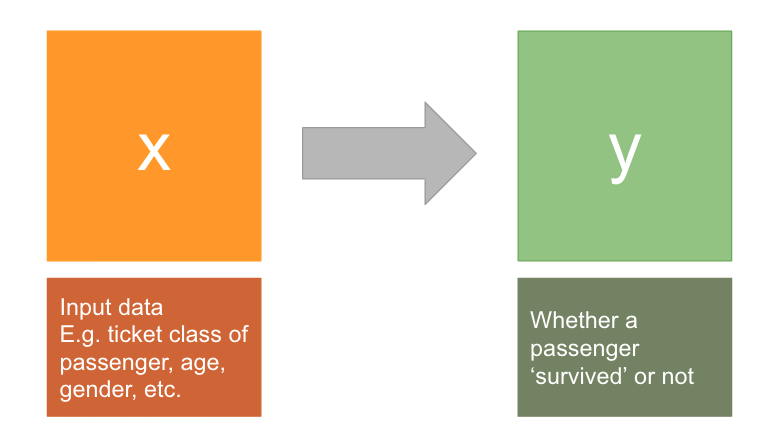 x
y
Input data
E.g. ticket class of
passenger, age,
gender, etc.
Whether a
passenger
‘survived’ or not